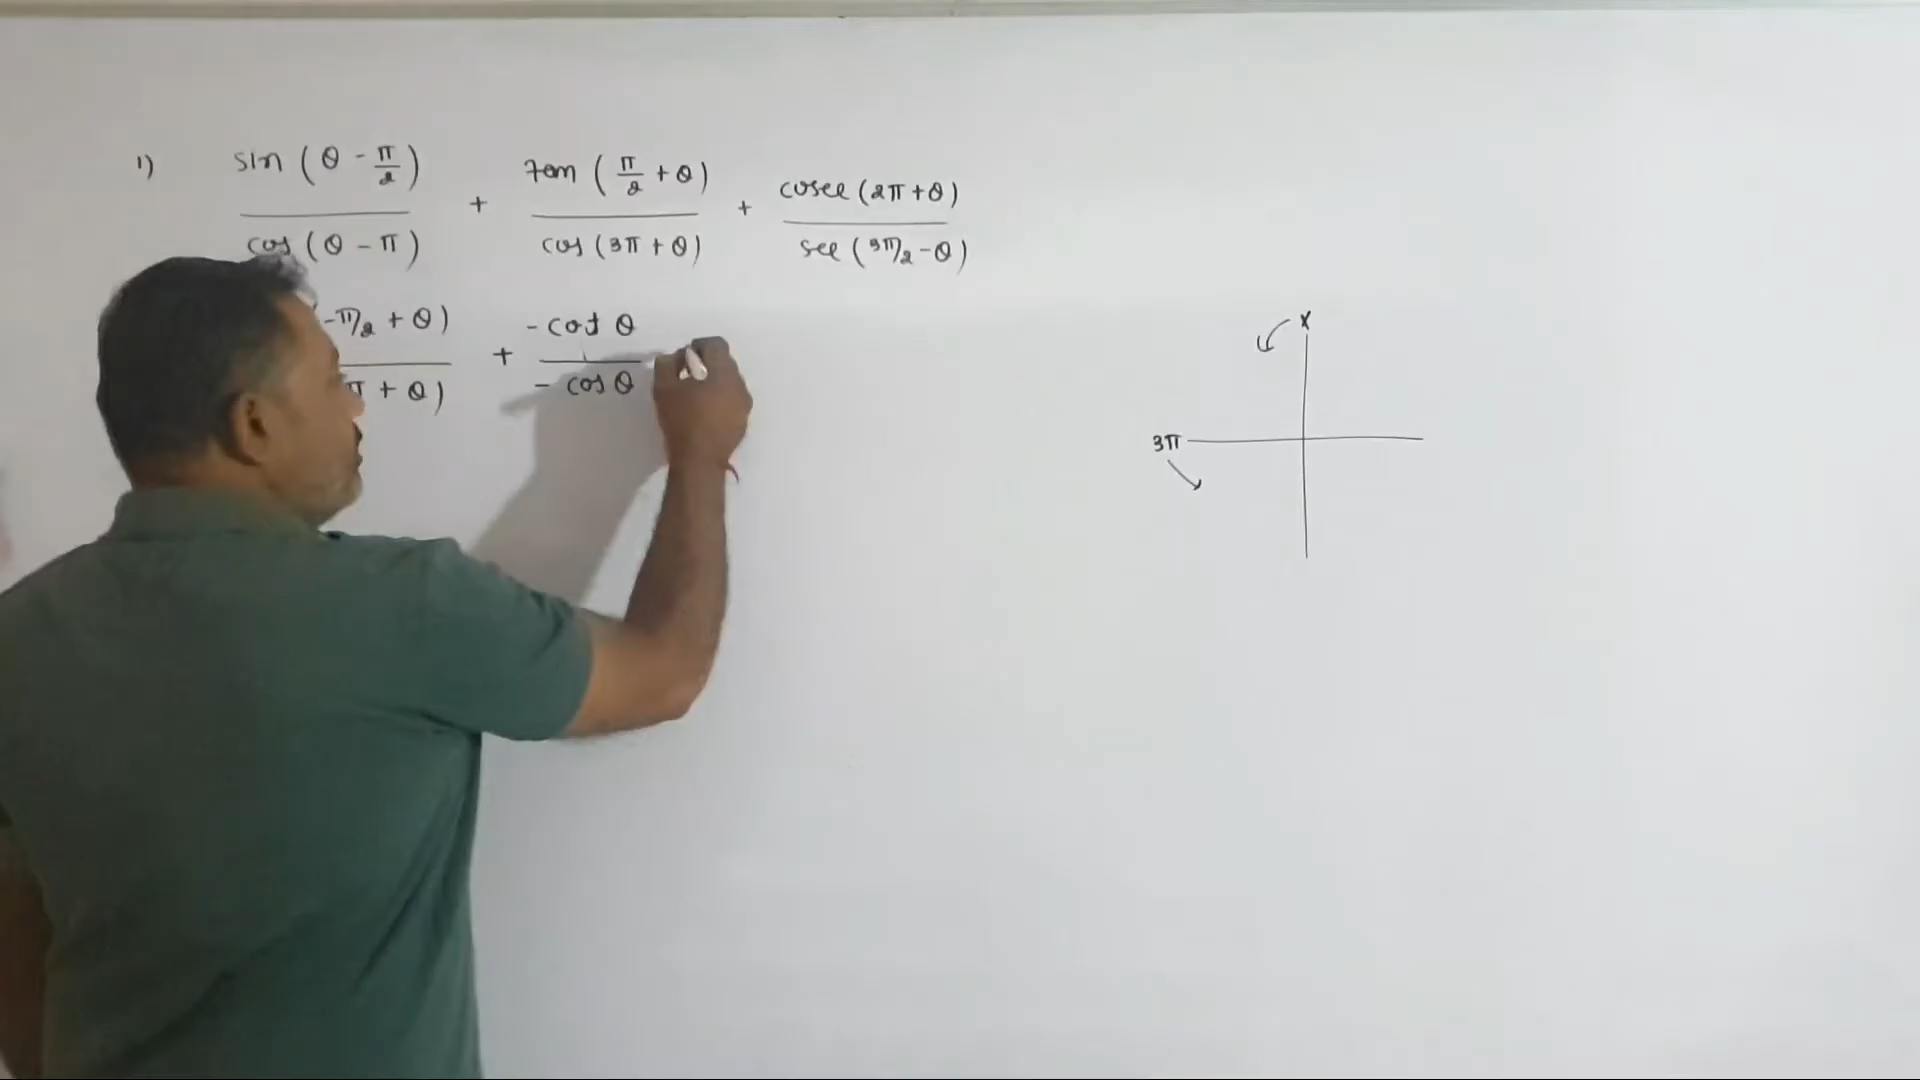 1) sin (θ - π/2) / cos (θ - π) + tan (π/2 + θ) / cos (3π + θ) + cosec (2π + θ) / sec (3π/2 - θ)
(-π/2 + θ) / π + θ) + - cot θ / - cos θ
x
3π